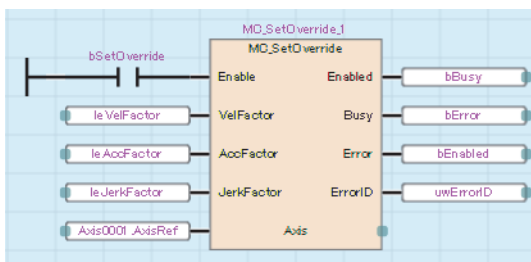 MC_SetOverride_1
bSetOverride
MC_SetOverride
Enable Enabled bBusy
leVelFactor VelFactor Busy bError
leAccFactor AccFactor Error bEnabled
leJerkFactor JerkFactor ErrorID uwErrorID
Axis0001.AxisRef Axis